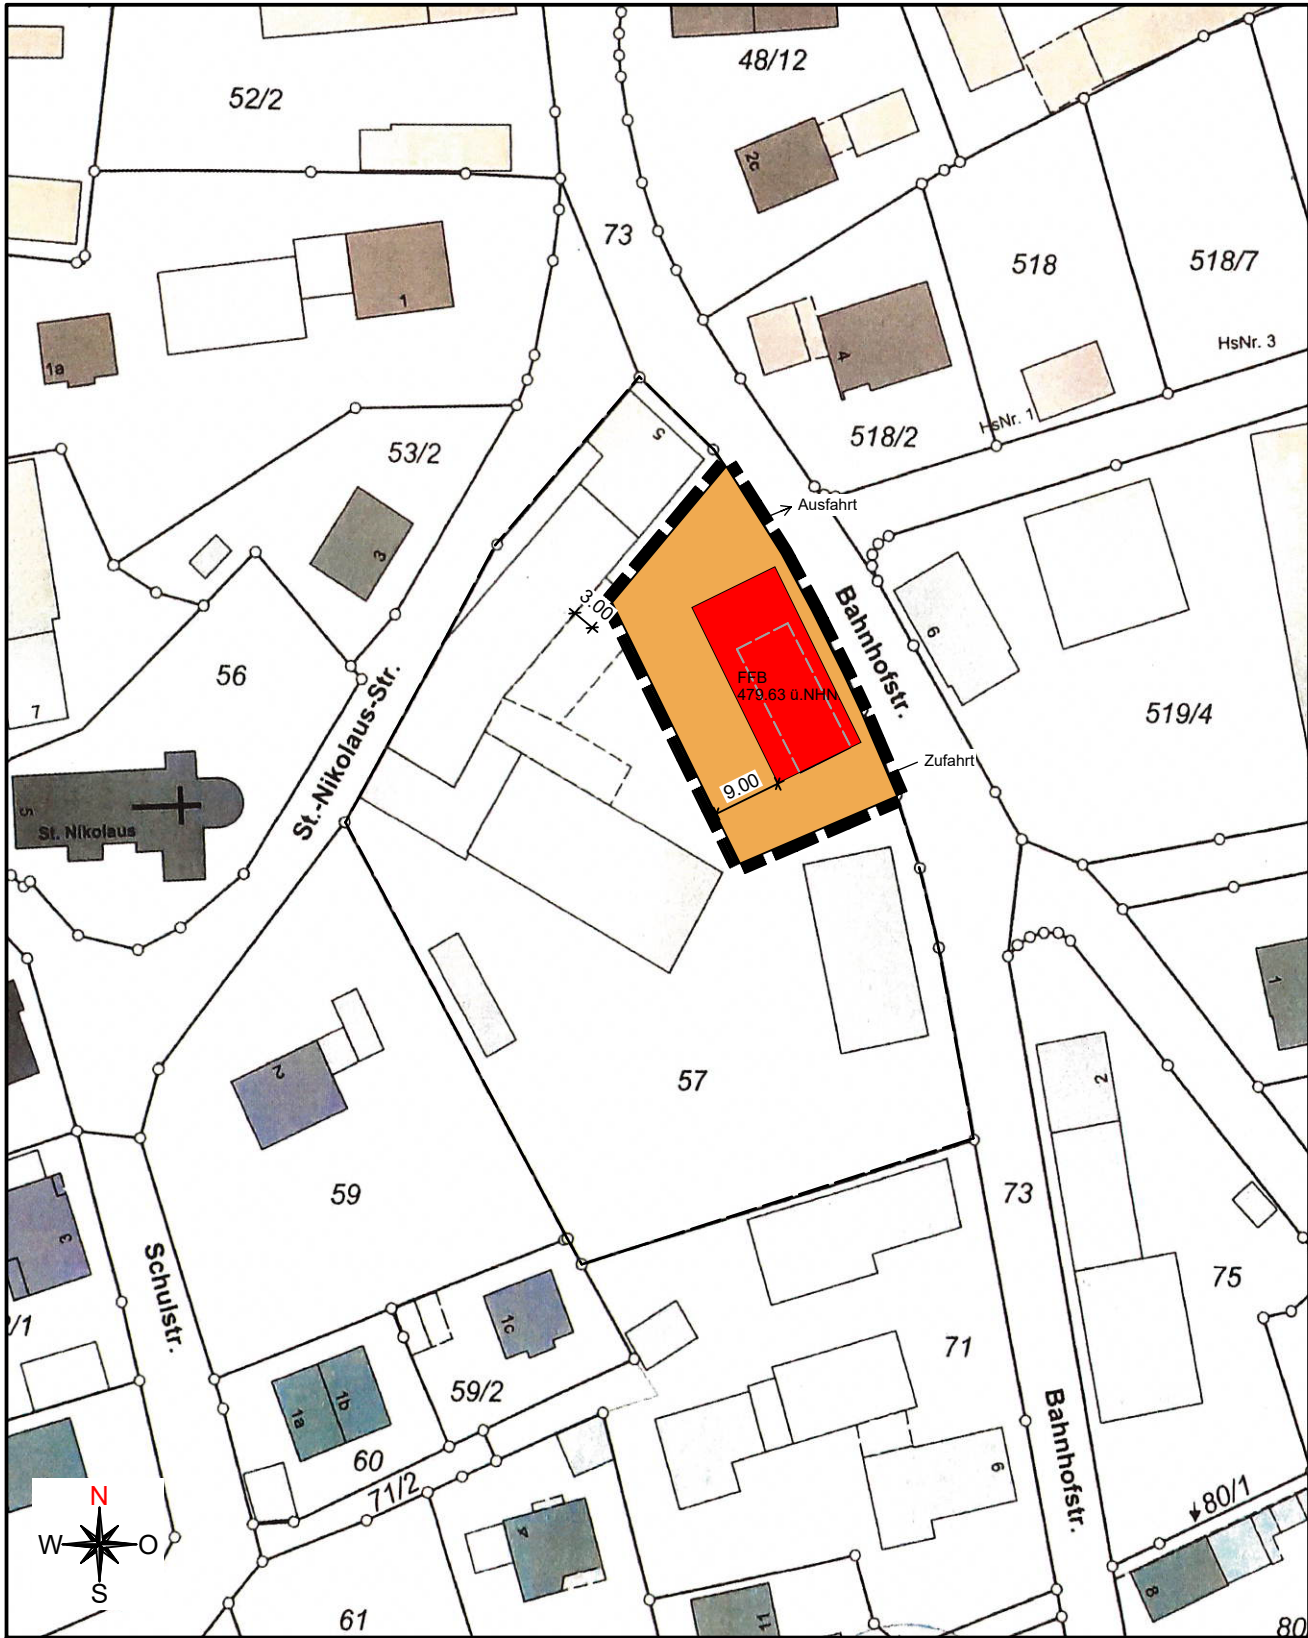 48/12
52/2
2c
73
518
518/7
1
1a
HsNr. 3
4
HsNr. 1
518/2
5
53/2
Ausfahrt
3
3.00
Bahnhofstr.
6
56
St.-Nikolaus-Str.
FFB
479.63 ü.NHN
7
519/4
Zufahrt
9.00
5
St. Nikolaus
1
2
57
2
59
73
3
Schulstr.
75
1c
/1
71
59/2
1a
1b
Bahnhofstr.
60
6
71/2
80/1
N
W
O
S
8
11
61
80